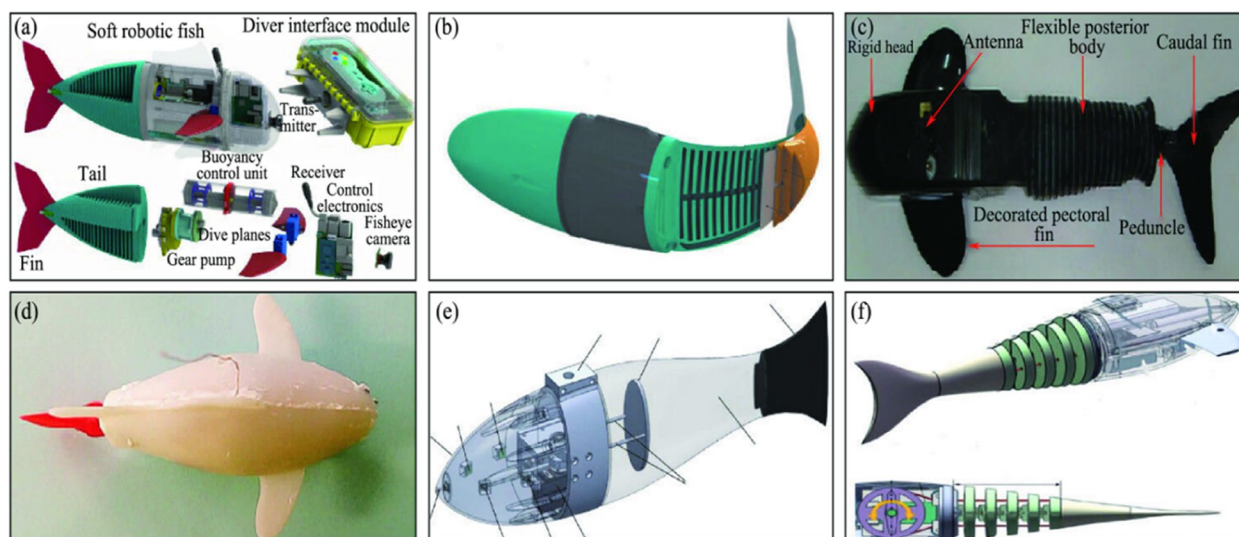 (a)
Soft robotic fish
Diver interface module
Trans-
mitter
Tail
Buoyancy
control unit
Receiver
Control
electronics
Fisheye
camera
Dive planes
Gear pump
Fin
(b)
(c)
Flexible posterior
body
Rigid head
Antenna
Caudal fin
Decorated pectoral
fin
Peduncle
(d)
(e)
(f)